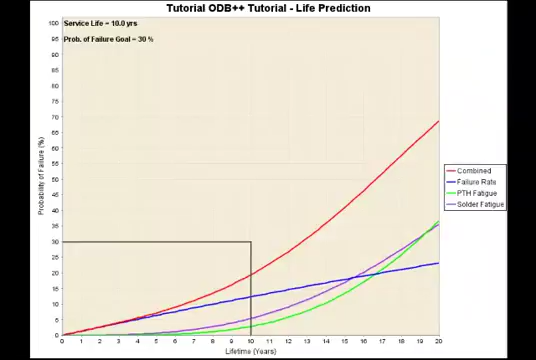 Tutorial ODB++ Tutorial - Life Prediction
Service Life = 10.0 yrs
Prob. of Failure Goal = 30 %
Probability of Failure (%)
100
95
90
85
80
75
70
65
60
55
50
45
40
35
30
25
20
15
10
5
0
0 1 2 3 4 5 6 7 8 9 10 11 12 13 14 15 16 17 18 19 20
Lifetime (Years)
Combined
Failure Rate
PTH Fatigue
Solder Fatigue